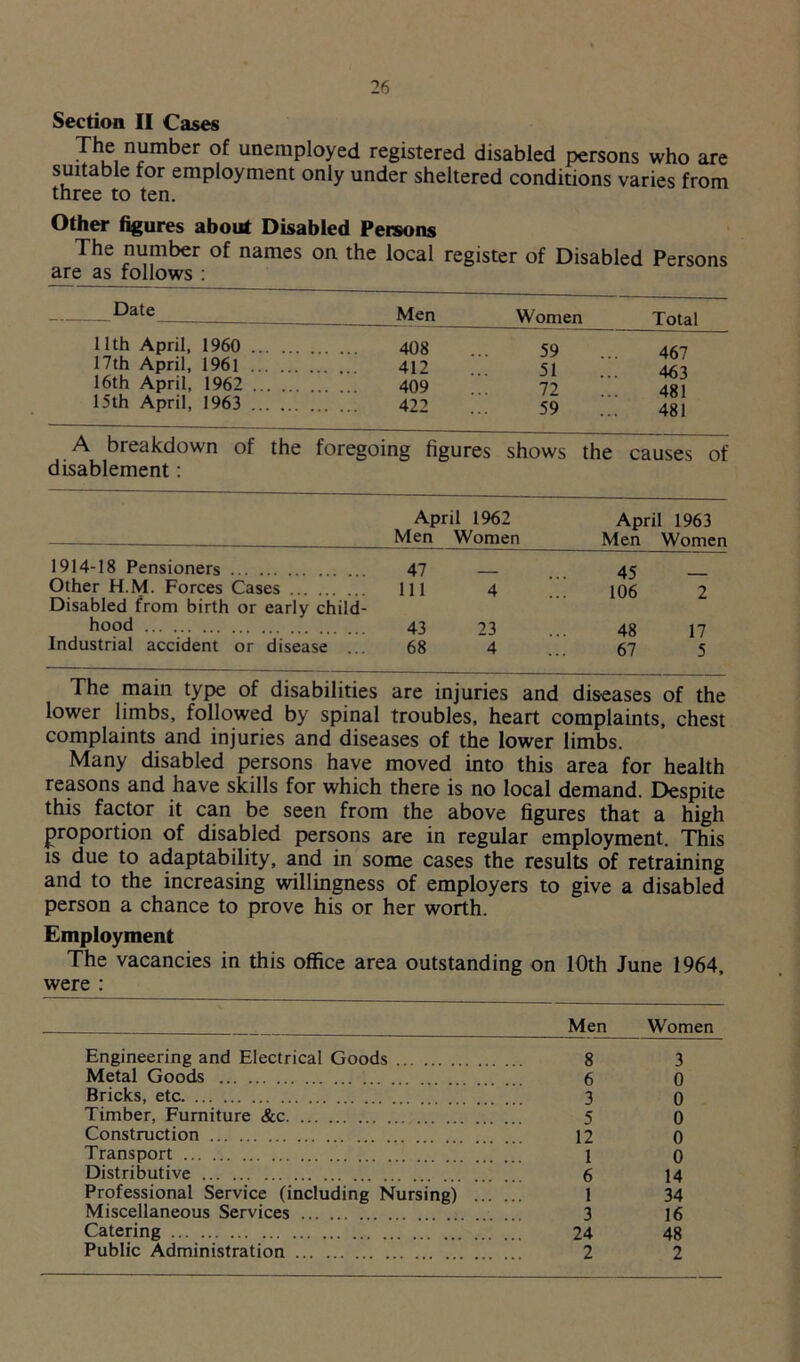 26
Section II Cases
The number of unemployed registered disabled persons who are
suitable for employment only under sheltered conditions varies from
three to ten.
Other figures about Disabled Persons
The number of names on the local register of Disabled Persons
are as follows :
Date Men Women Total
11th April, 1960 ... ... ... ... 408 ... 59 ... 467
17th April, 1961 ... ... ... ... 412 ... 51 ... 463
16th April, 1962 ... ... ... ... 409 ... 72 ... 481
15th April, 1963 ... ... ... ... 422 ... 59 ... 481
A breakdown of the foregoing figures shows the causes of
disablement :
April 1962 April 1963
Men Women Men Women
1914-18 Pensioners ... ... ... ... ... 47 — ... 45 —
Other H.M. Forces Cases ... ... ... 111 4 ... 106 2
Disabled from birth or early child-
hood ... ... ... ... ... ... ... ... 43 23 ... 48 17
Industrial accident or disease ... 68 4 ... 67 5
The main type of disabilities are injuries and diseases of the
lower limbs, followed by spinal troubles, heart complaints, chest
complaints and injuries and diseases of the lower limbs.
Many disabled persons have moved into this area for health
reasons and have skills for which there is no local demand. Despite
this factor it can be seen from the above figures that a high
proportion of disabled persons are in regular employment. This
is due to adaptability, and in some cases the results of retraining
and to the increasing willingness of employers to give a disabled
person a chance to prove his or her worth.
Employment
The vacancies in this office area outstanding on 10th June 1964,
were :
Men Women
Engineering and Electrical Goods ... ... ... ... ... 8 3
Metal Goods ... ... ... ... ... ... ... ... ... ... ... 6 0
Bricks, etc. ... ... ... ... ... ... ... ... ... ... ... ... 3 0
Timber, Furniture &c. ... ... ... ... ... ... ... ... ... 5 0
Construction ... ... ... ... ... ... ... ... ... ... ... 12 0
Transport ... ... ... ... ... ... ... ... ... ... ... ... 1 0
Distributive ... ... ... ... ... ... ... ... ... ... ... 6 14
Professional Service (including Nursing) ... ... 1 34
Miscellaneous Services ... ... ... ... ... ... ... ... 3 16
Catering ... ... ... ... ... ... ... ... ... ... ... ... 24 48
Public Administration ... ... ... ... ... ... ... ... 2 2